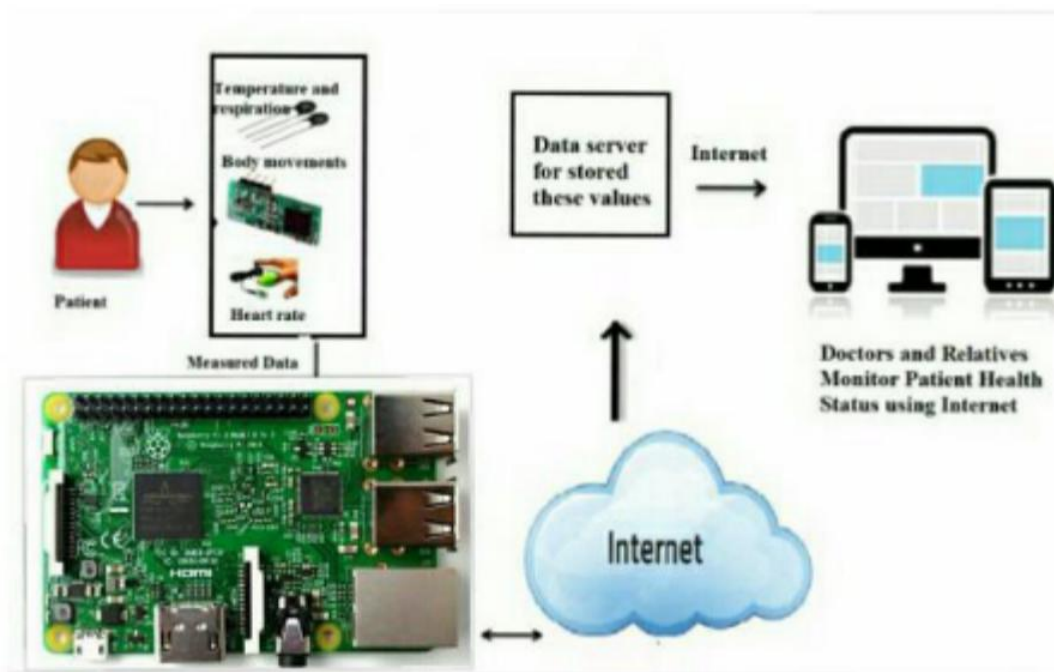 Temperature and
respiration
Body movements
Heart rate
Patient
Measured Data
Data server
for stored
these values
Internet
Doctors and Relatives
Monitor Patient Health
Status using Internet
Internet
HDMI